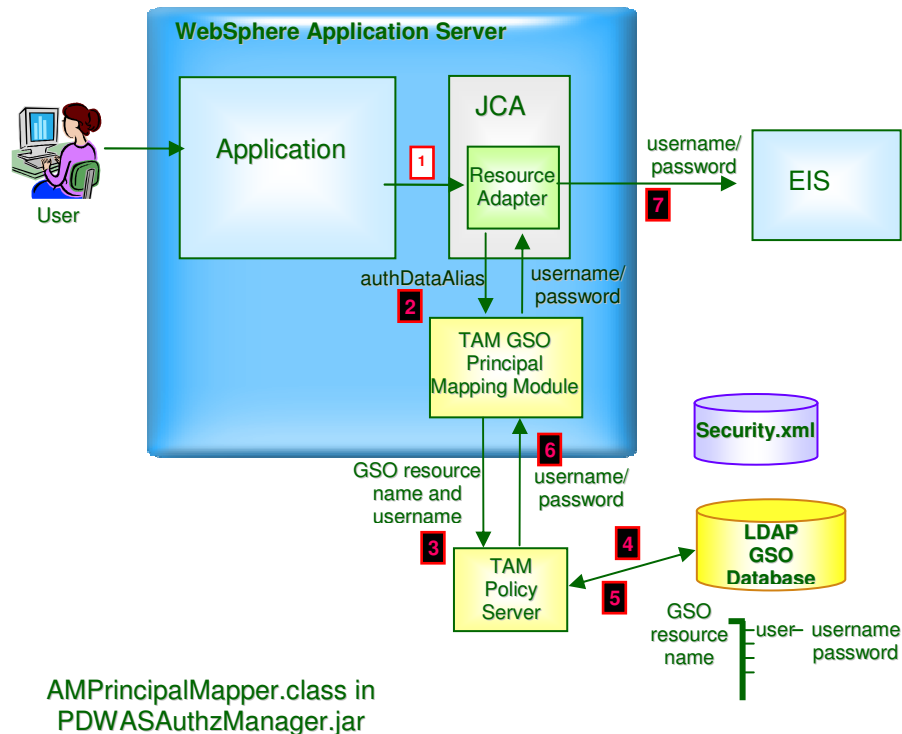 WebSphere Application Server
Application
JCA
Resource
Adapter
1
User
username/
password
7
EIS
authDataAlias
2
username/
password
TAM GSO
Principal
Mapping Module
Security.xml
GSO resource
name and
username
3
6
username/
password
TAM
Policy
Server
4
5
LDAP
GSO
Database
GSO
resource
name
user
username
password
AMPrincipalMapper.class in
PDWASAuthzManager.jar